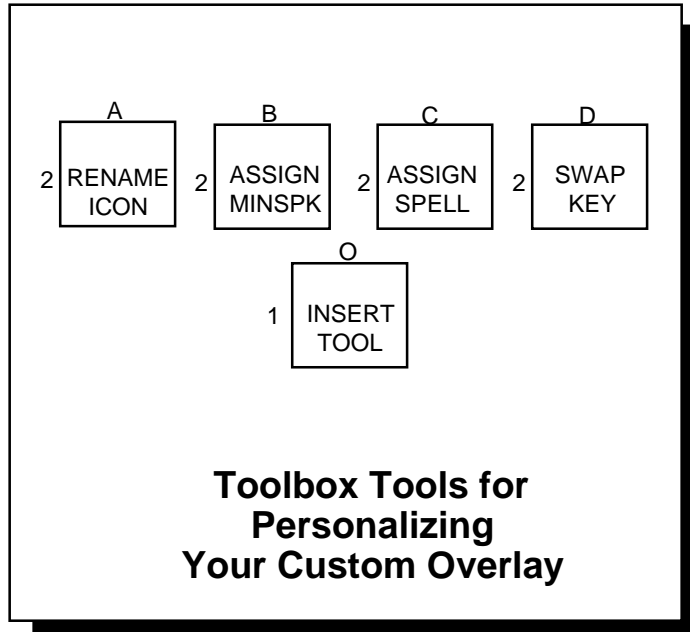 A B C D
2 RENAME ICON 2 ASSIGN MINSPK 2 ASSIGN SPELL 2 SWAP KEY
O
1 INSERT TOOL
Toolbox Tools for
Personalizing
Your Custom Overlay